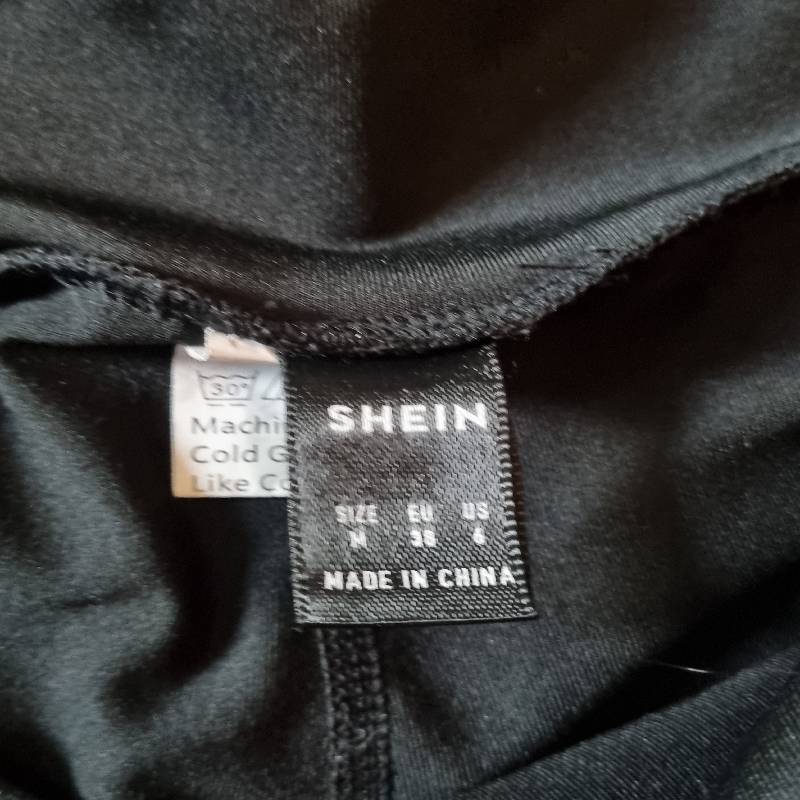 30°
Machi
Cold G
Like Co
SHEIN
SIZE EU US
M 38 6
MADE IN CHINA